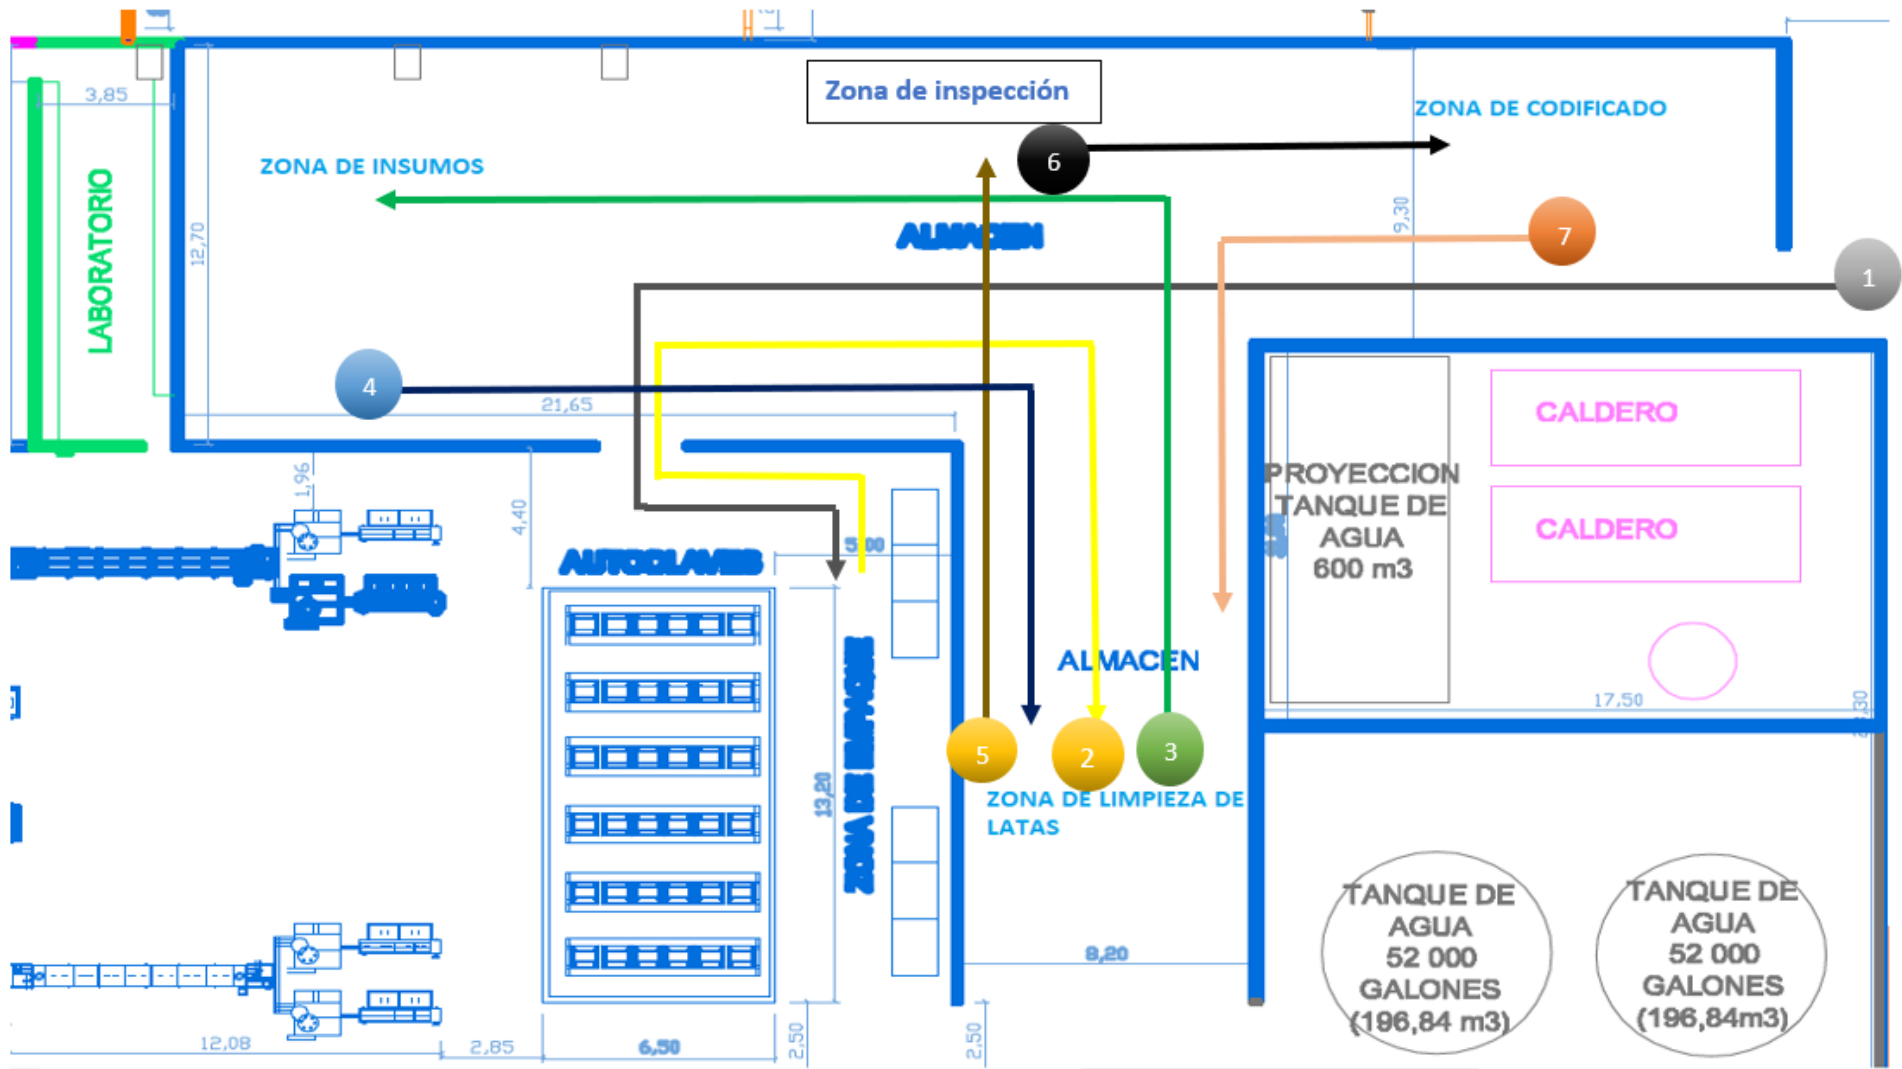 Zona de inspección
ZONA DE CODIFICADO
3,85
6
ZONA DE INSUMOS
LABORATORIO
12,70
9,30
ALMACEN
7
1
4
21,65
CALDERO
1,96
4,40
PROYECCION
TANQUE DE
AGUA
600 m3
CALDERO
AUTOCLAVES
5,00
ALMACEN
17,50
5
2
3
13,20
ZONA DE LIMPIEZA DE
LATAS
8,20
TANQUE DE
AGUA
52 000
GALONES
(196,84 m3)
TANQUE DE
AGUA
52 000
GALONES
(196,84m3)
12,08
2,85
6,50
2,50
2,50